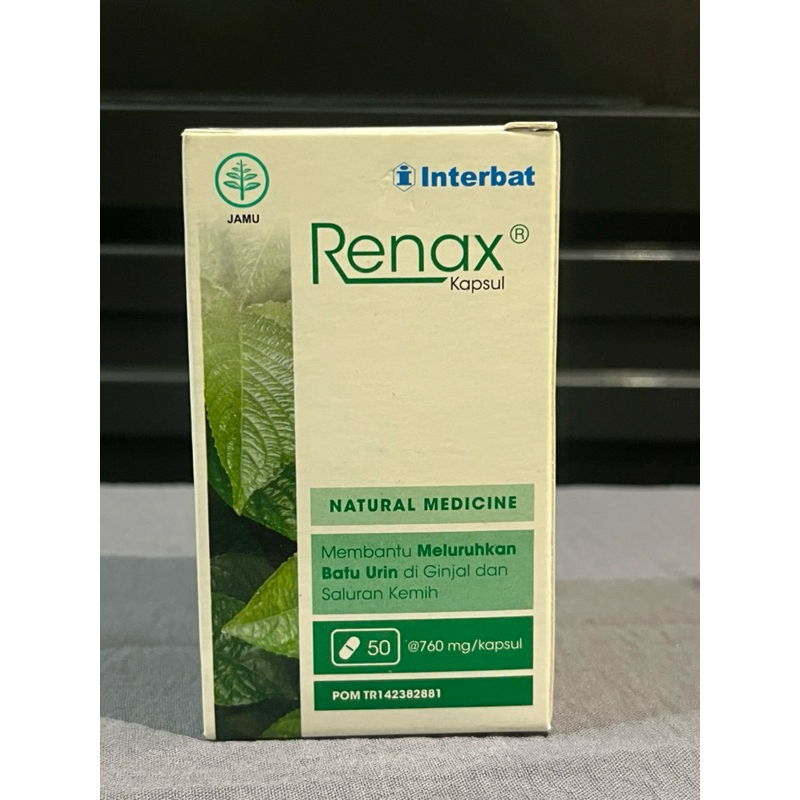 JAMU
Interbat
Renax®
Kapsul
NATURAL MEDICINE
Membantu Meluruhkan
Batu Urin di Ginjal dan
Saluran Kemih
50 @760 mg/kapsul
POM TR142382881